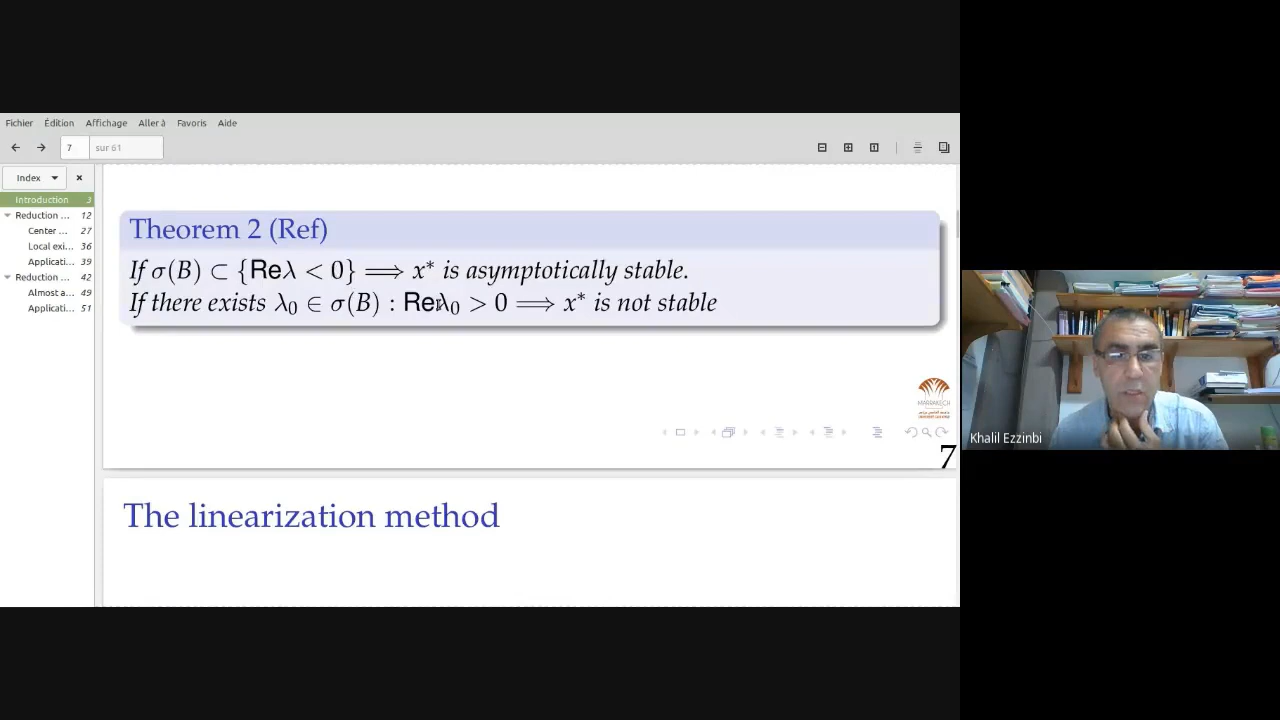 Fichier Édition Affichage Aller à Favoris Aide
7 sur 61
Index
Introduction 3
Reduction ... 12
Center ... 27
Local exi... 36
Applicati... 39
Reduction ... 42
Almost a... 49
Applicati... 51
Theorem 2 (Ref)
If σ(B) ⊂ {Reλ < 0} ⟹ x* is asymptotically stable.
If there exists λ₀ ∈ σ(B) : Reλ₀ > 0 ⟹ x* is not stable
MARRAKECH
7
The linearization method
Khalil Ezzinbi